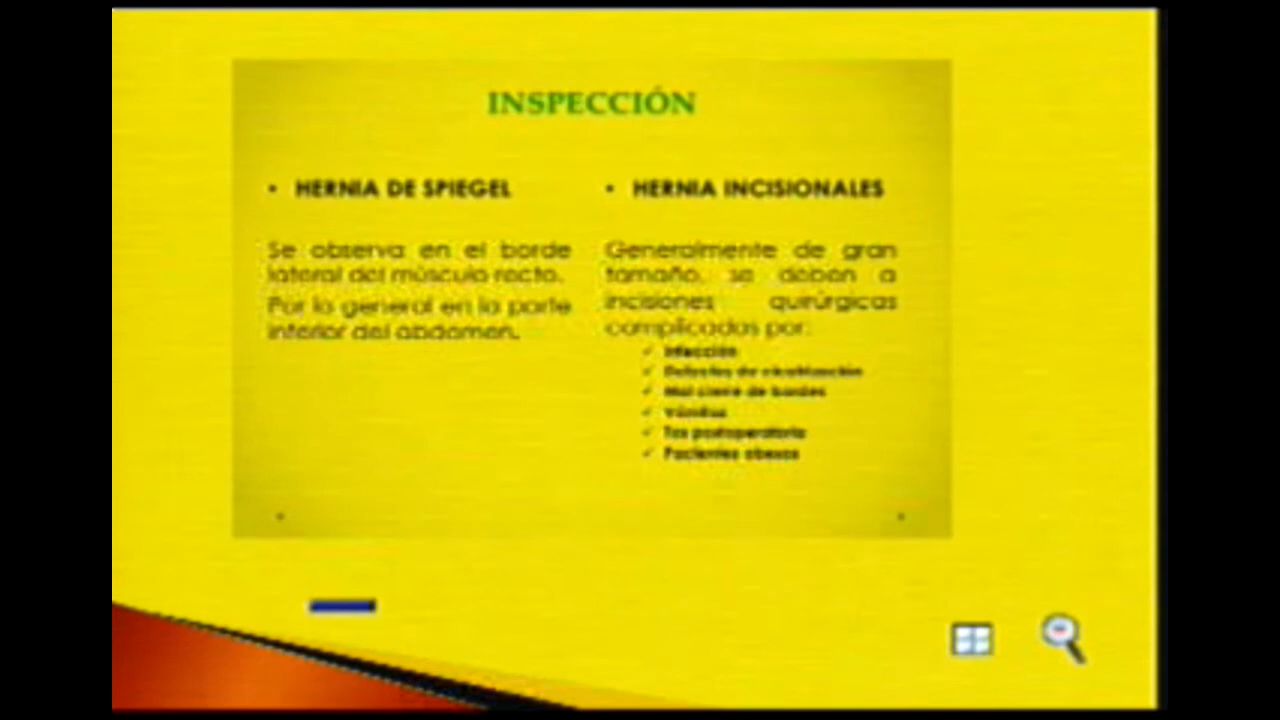 INSPECCIÓN
• HERNIA DE SPIEGEL
Se observa en el borde
lateral del músculo recto.
Por lo general en la parte
inferior del abdomen.
• HERNIA INCISIONALES
Generalmente de gran
tamaño, se deben a
incisiones quirúrgicas
complicadas por:
✓ Infección
✓ Defectos de cicatrización
✓ Mal cierre de bordes
✓ Vómitos
✓ Tos postoperatoria
✓ Pacientes obesos